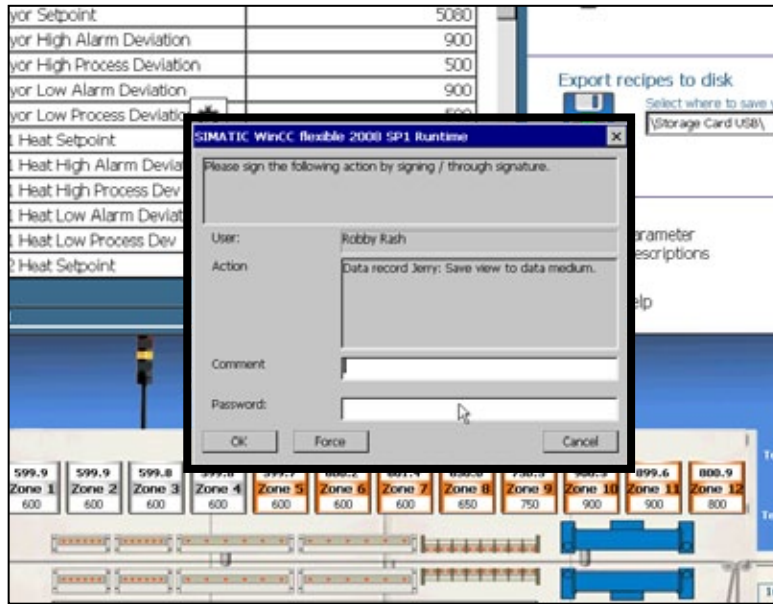 yor Setpoint 5080
yor High Alarm Deviation 900
yor High Process Deviation 500
yor Low Alarm Deviation 900
yor Low Process Deviatio
1 Heat Setpoint
1 Heat High Alarm Devia
1 Heat High Process Dev
1 Heat Low Alarm Deviat
1 Heat Low Process Dev
2 Heat Setpoint
Export recipes to disk
Select where to save
\Storage Card USB\
arameter
escriptions
elp
SIMATIC WinCC flexible 2008 SP1 Runtime
Please sign the following action by signing / through signature.
User: Robby Rash
Action Data record Jerry: Save view to data medium.
Comment
Password:
OK Force Cancel
599.9 599.9 599.8 899.6 800.9
Zone 1 Zone 2 Zone 3 Zone 4 Zone 5 Zone 6 Zone 7 Zone 8 Zone 9 Zone 10 Zone 11 Zone 12
600 600 600 600 600 600 600 650 750 900 900 800
Te
Te